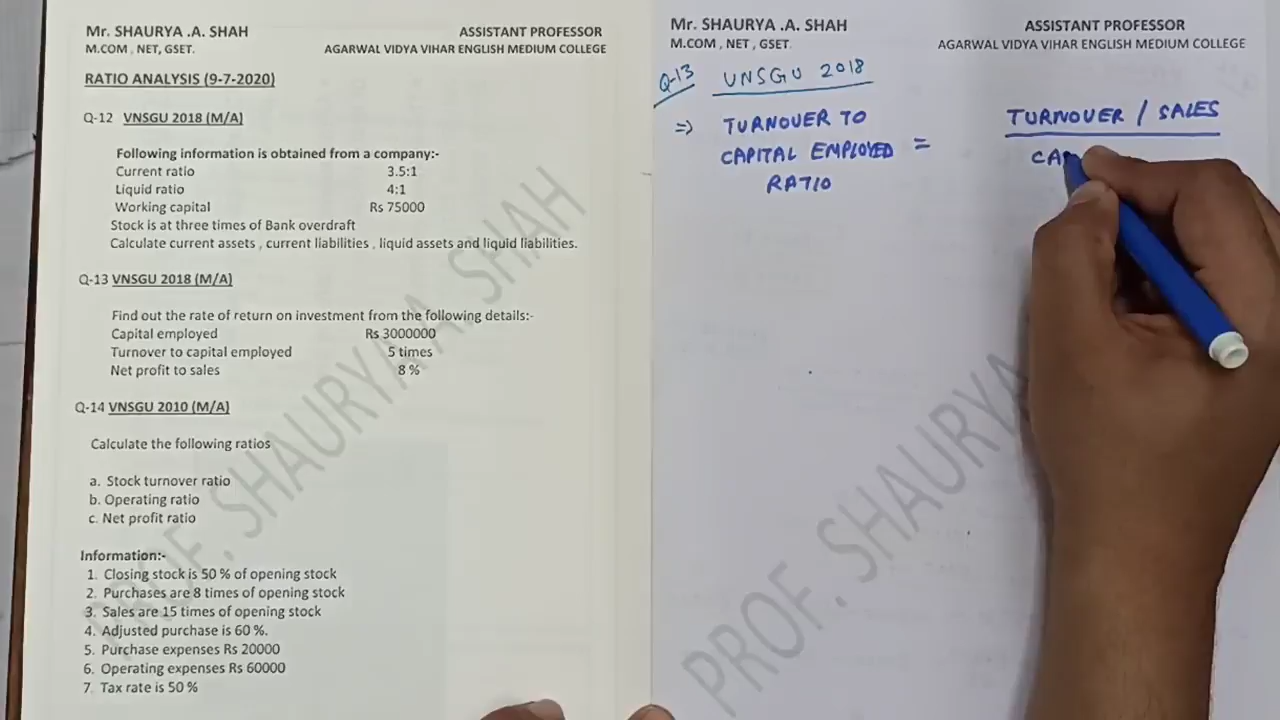 Mr. SHAURYA .A. SHAH ASSISTANT PROFESSOR
M.COM , NET, GSET. AGARWAL VIDYA VIHAR ENGLISH MEDIUM COLLEGE
RATIO ANALYSIS (9-7-2020)
Q-12 VNSGU 2018 (M/A)
Following information is obtained from a company:-
Current ratio 3.5:1
Liquid ratio 4:1
Working capital Rs 75000
Stock is at three times of Bank overdraft
Calculate current assets , current liabilities , liquid assets and liquid liabilities.
Q-13 VNSGU 2018 (M/A)
Find out the rate of return on investment from the following details:-
Capital employed Rs 3000000
Turnover to capital employed 5 times
Net profit to sales 8 %
Q-14 VNSGU 2010 (M/A)
Calculate the following ratios
a. Stock turnover ratio
b. Operating ratio
c. Net profit ratio
Information:-
1. Closing stock is 50 % of opening stock
2. Purchases are 8 times of opening stock
3. Sales are 15 times of opening stock
4. Adjusted purchase is 60 %.
5. Purchase expenses Rs 20000
6. Operating expenses Rs 60000
7. Tax rate is 50 %
PROF. SHAURYA A. SHAH
Mr. SHAURYA .A. SHAH ASSISTANT PROFESSOR
M.COM , NET , GSET. AGARWAL VIDYA VIHAR ENGLISH MEDIUM COLLEGE
Q-13 VNSGU 2018
=> TURNOVER TO TURNOVER / SALES
CAPITAL EMPLOYED = CAP
RATIO
PROF. SHAURYA